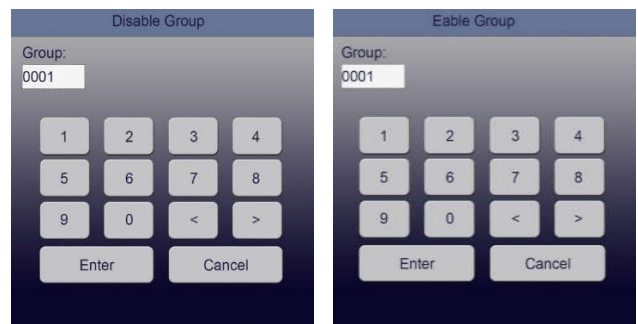 Disable Group
Group:
0001
1 2 3 4
5 6 7 8
9 0 < >
Enter Cancel
Eable Group
Group:
0001
1 2 3 4
5 6 7 8
9 0 < >
Enter Cancel